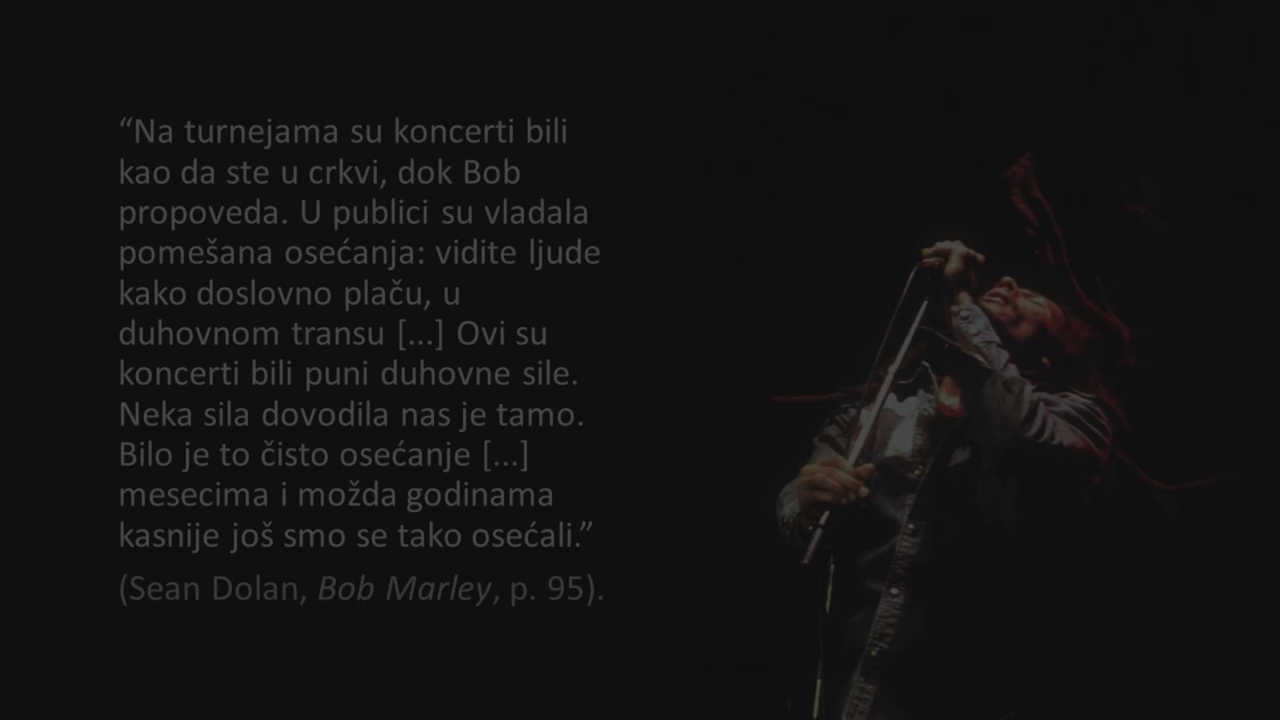 “Na turnejama su koncerti bili
kao da ste u crkvi, dok Bob
propoveda. U publici su vladala
pomešana osećanja: vidite ljude
kako doslovno plaču, u
duhovnom transu [...] Ovi su
koncerti bili puni duhovne sile.
Neka sila dovodila nas je tamo.
Bilo je to čisto osećanje [...]
mesecima i možda godinama
kasnije još smo se tako osećali.”
(Sean Dolan, Bob Marley, p. 95).